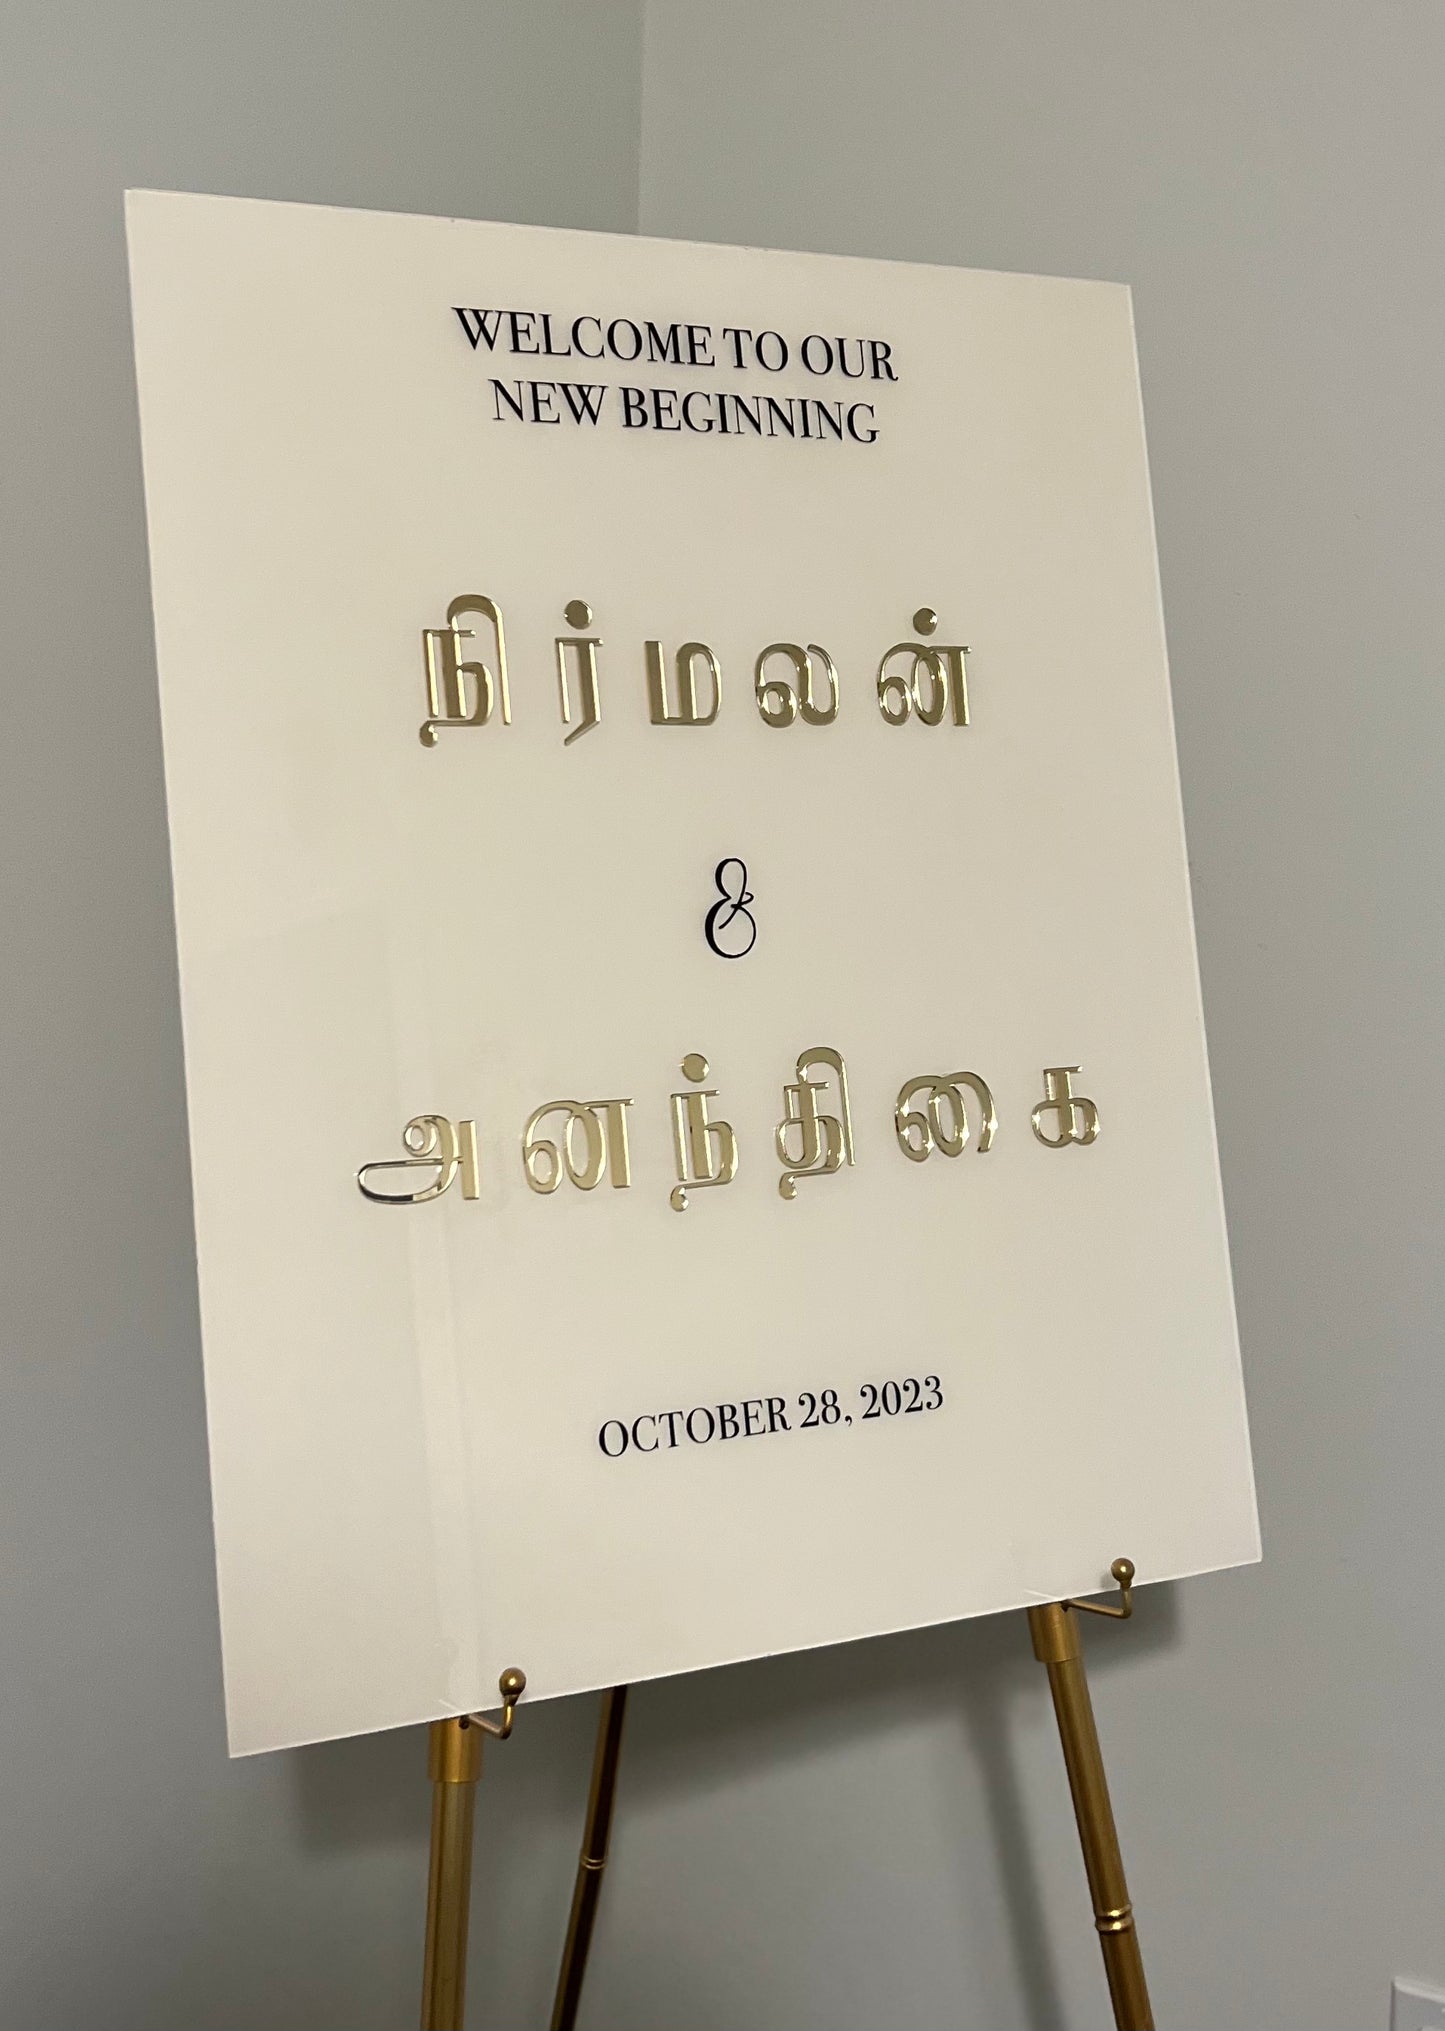 WELCOME TO OUR
NEW BEGINNING
நிர்மலன்
&
அனந்திகை
OCTOBER 28, 2023